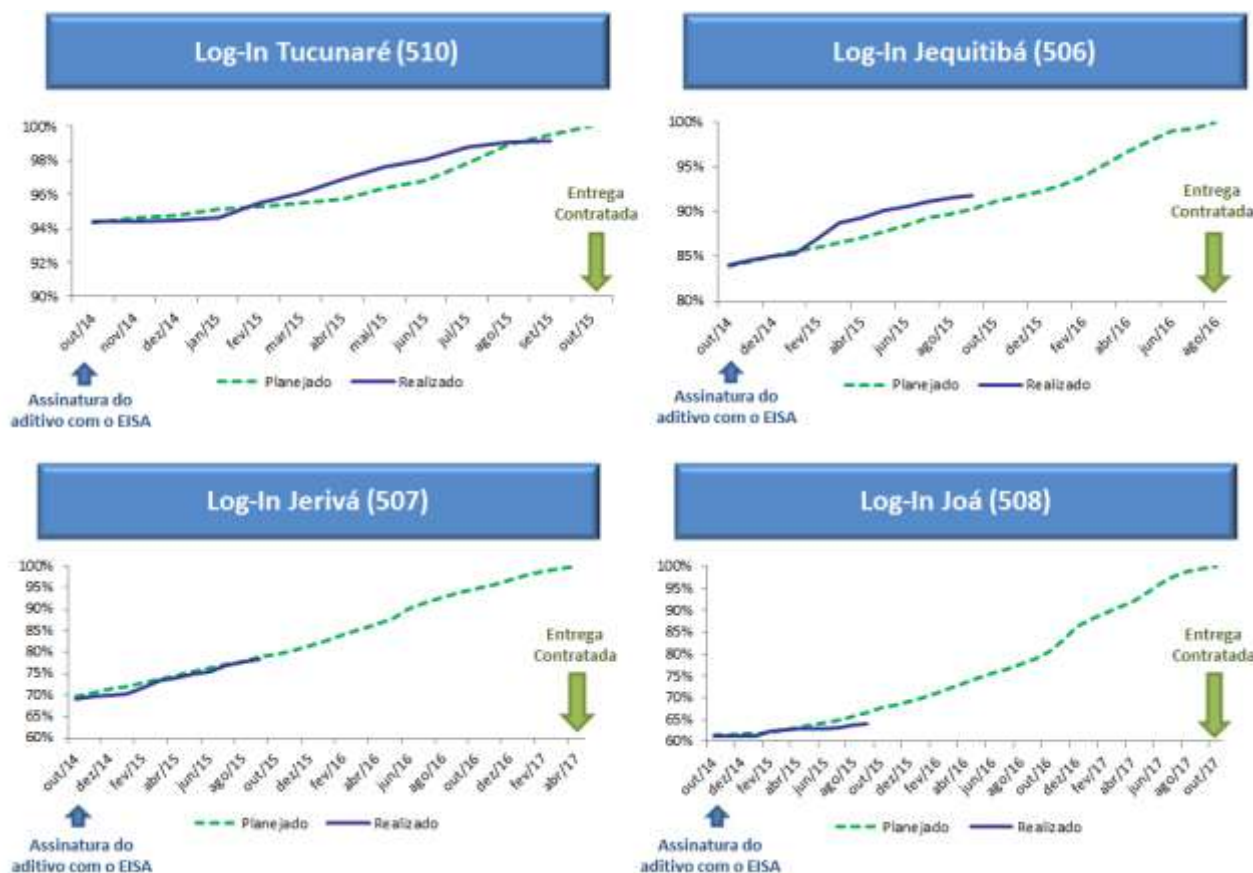 Log-In Tucunaré (510)
100%
98%
96%
94%
92%
90%
out/14
nov/14
dez/14
jan/15
fev/15
mar/15
abr/15
mai/15
jun/15
jul/15
ago/15
set/15
out/15
Entrega
Contratada
Planejado
Realizado
Assinatura do
aditivo com o EISA
Log-In Jequitibá (506)
100%
95%
90%
85%
80%
out/14
dez/14
fev/15
abr/15
jun/15
ago/15
out/15
dez/15
fev/16
abr/16
jun/16
ago/16
Entrega
Contratada
Planejado
Realizado
Assinatura do
aditivo com o EISA
Log-In Jerivá (507)
100%
95%
90%
85%
80%
75%
70%
65%
60%
out/14
dez/14
fev/15
abr/15
jun/15
ago/15
out/15
dez/15
fev/16
abr/16
jun/16
ago/16
out/16
dez/16
fev/17
abr/17
Entrega
Contratada
Planejado
Realizado
Assinatura do
aditivo com o EISA
Log-In Joá (508)
100%
95%
90%
85%
80%
75%
70%
65%
60%
out/14
dez/14
fev/15
abr/15
jun/15
ago/15
out/15
dez/15
fev/16
abr/16
jun/16
ago/16
out/16
dez/16
fev/17
abr/17
jun/17
ago/17
out/17
Entrega
Contratada
Planejado
Realizado
Assinatura do
aditivo com o EISA